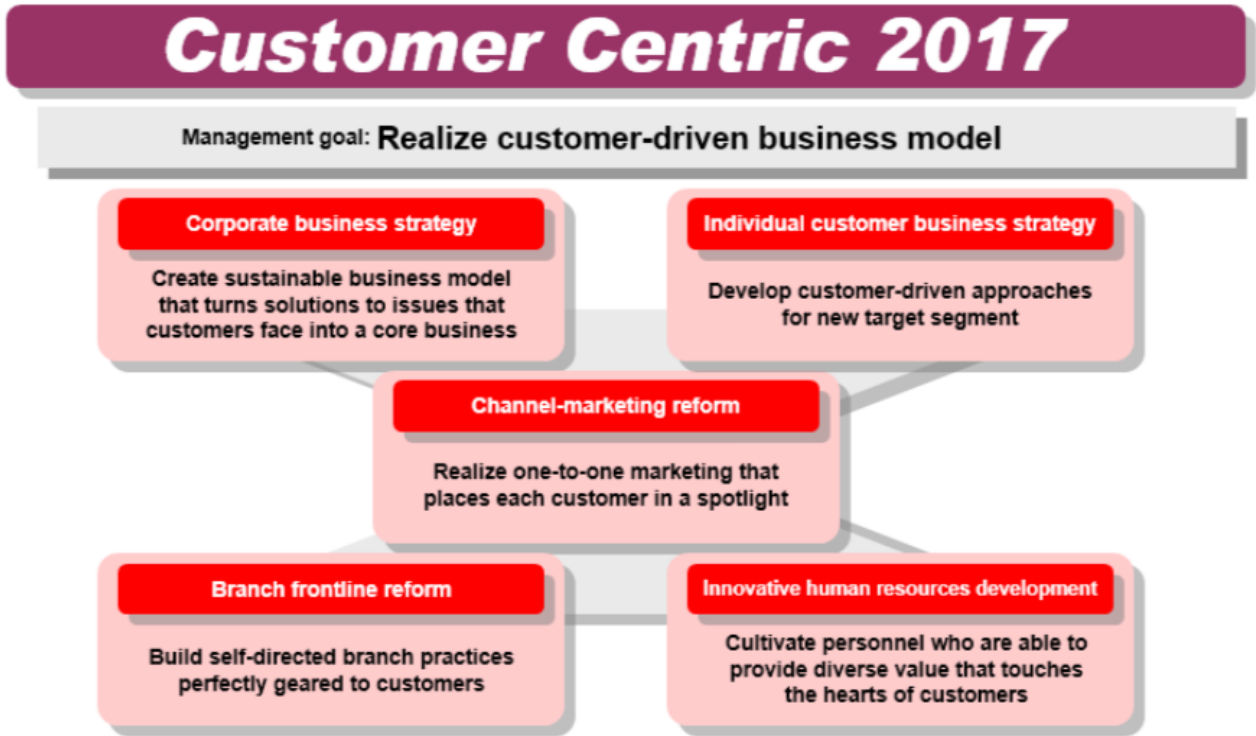 Customer Centric 2017
Management goal: Realize customer-driven business model
Corporate business strategy
Create sustainable business model
that turns solutions to issues that
customers face into a core business
Individual customer business strategy
Develop customer-driven approaches
for new target segment
Channel-marketing reform
Realize one-to-one marketing that
places each customer in a spotlight
Branch frontline reform
Build self-directed branch practices
perfectly geared to customers
Innovative human resources development
Cultivate personnel who are able to
provide diverse value that touches
the hearts of customers